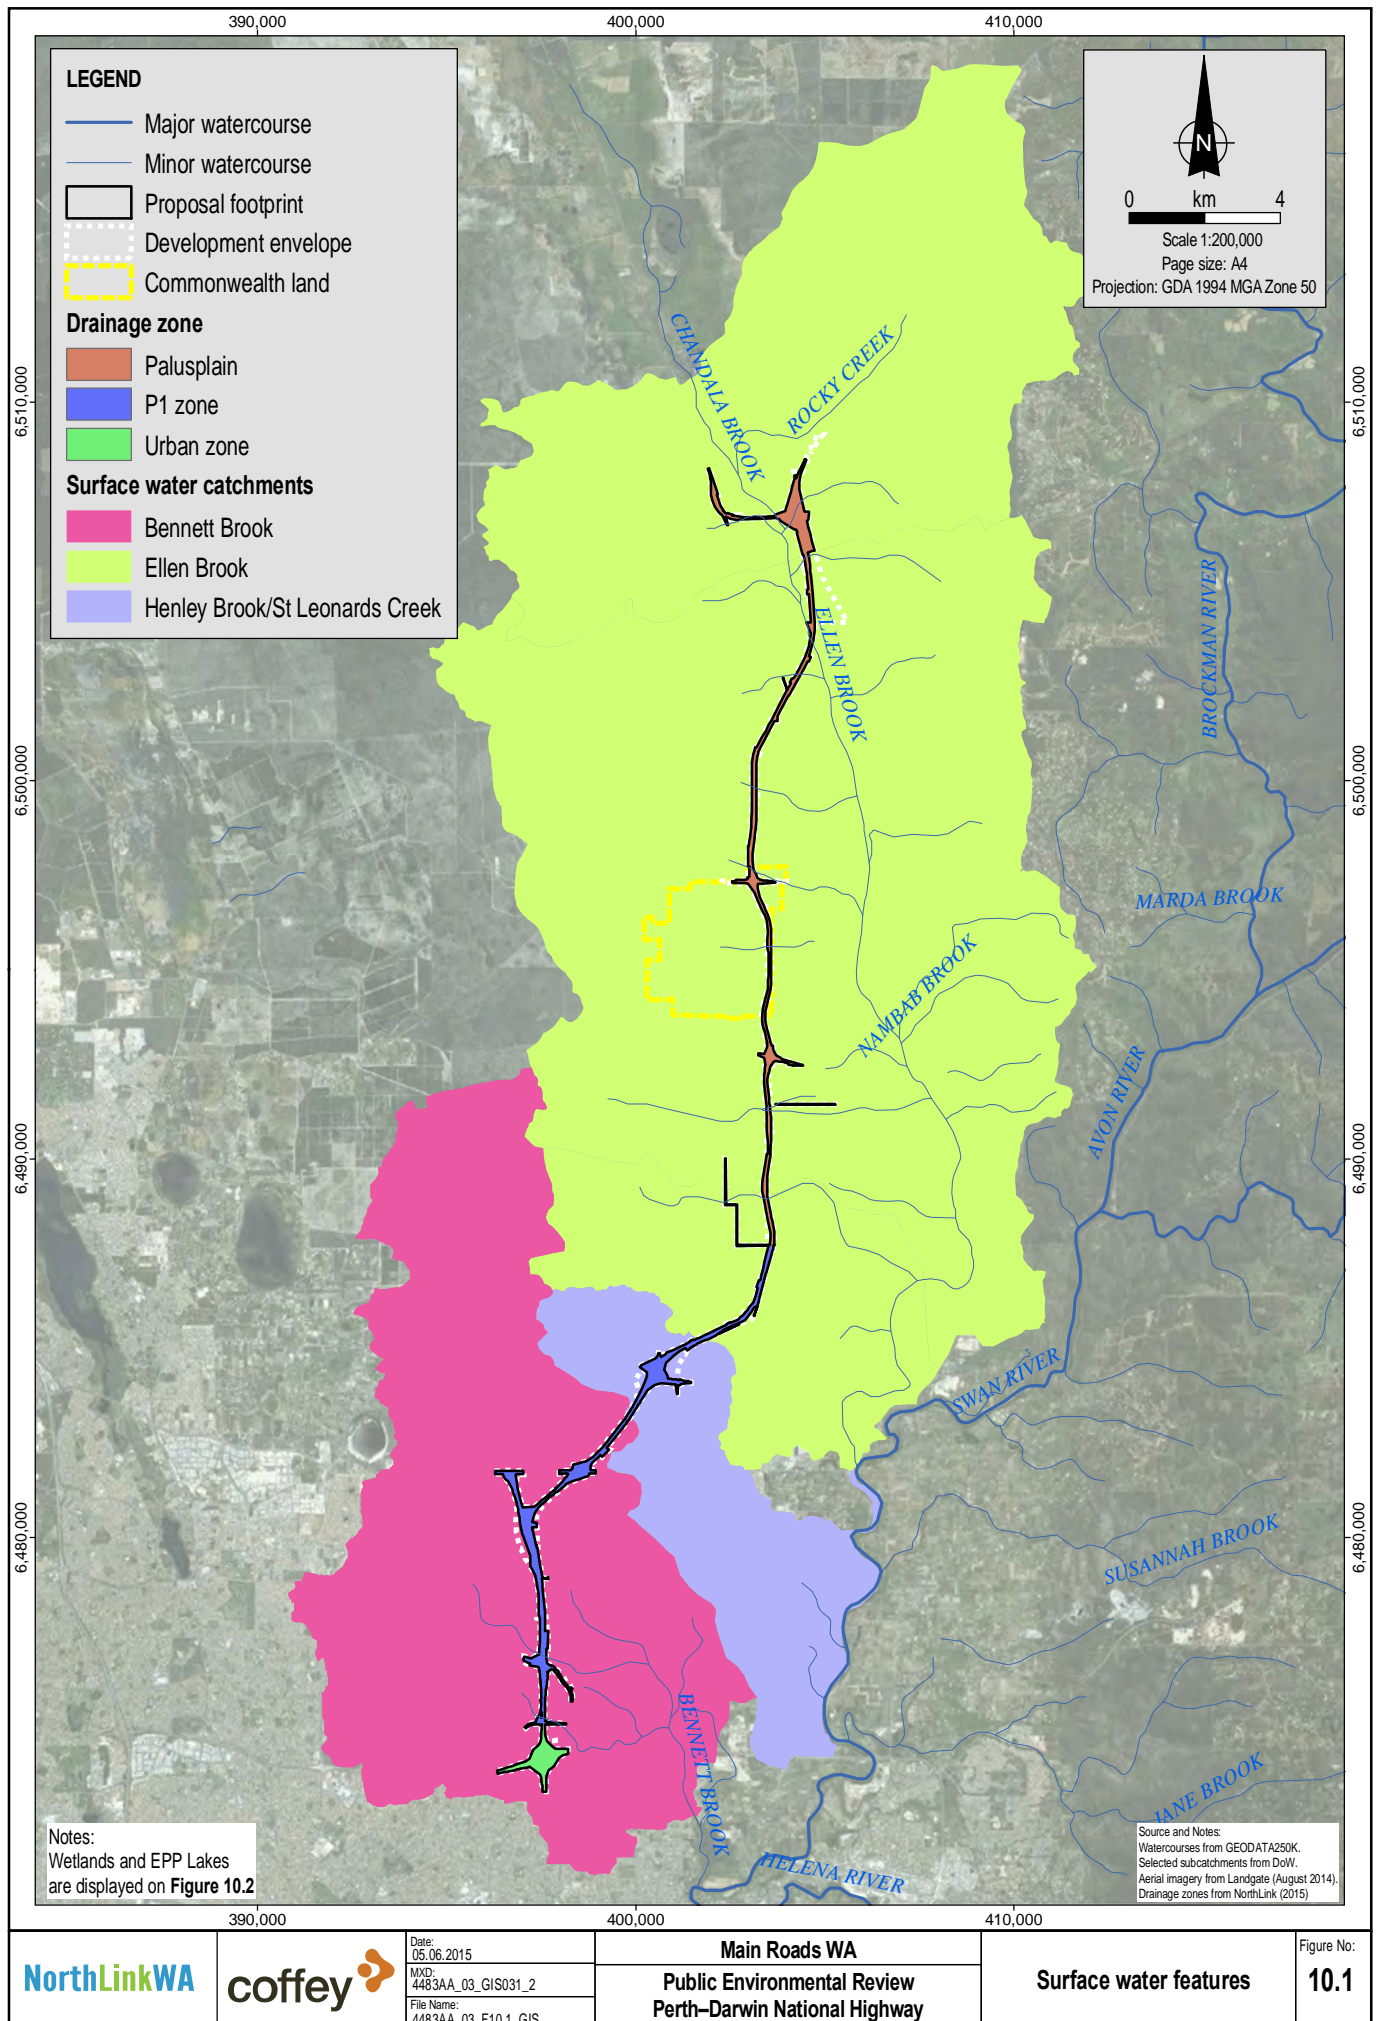 390,000
400,000
410,000
LEGEND
Major watercourse
Minor watercourse
Proposal footprint
Development envelope
Commonwealth land
Drainage zone
Palusplain
P1 zone
Urban zone
Surface water catchments
Bennett Brook
Ellen Brook
Henley Brook/St Leonards Creek
N
0 km 4
Scale 1:200,000
Page size: A4
Projection: GDA 1994 MGA Zone 50
6,510,000
6,510,000
CHANDALA BROOK
ROCKY CREEK
ELLEN BROOK
BROCKMAN RIVER
6,500,000
6,500,000
MARDA BROOK
NAMBAB BROOK
AVON RIVER
6,490,000
6,490,000
SWAN RIVER
6,480,000
6,480,000
SUSANNAH BROOK
BENNETT BROOK
JANE BROOK
HELENA RIVER
Notes:
Wetlands and EPP Lakes
are displayed on Figure 10.2
Source and Notes:
Watercourses from GEODATA250K.
Selected subcatchments from DoW.
Aerial imagery from Landgate (August 2014).
Drainage zones from NorthLink (2015)
390,000
400,000
410,000
NorthLinkWA
coffey
Date:
05.06.2015
MXD:
4483AA_03_GIS031_2
File Name:
4483AA_03_F10.1_GIS
Main Roads WA
Public Environmental Review
Perth–Darwin National Highway
Surface water features
Figure No:
10.1